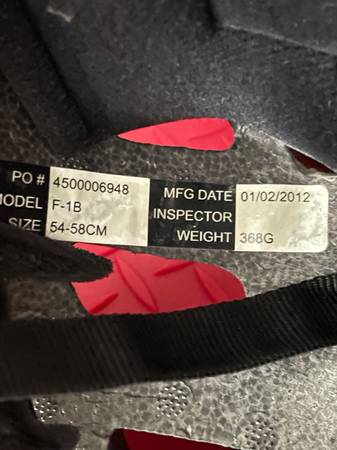 PO # 4500006948
MODEL F-1B
SIZE 54-58CM
MFG DATE 01/02/2012
INSPECTOR
WEIGHT 368G